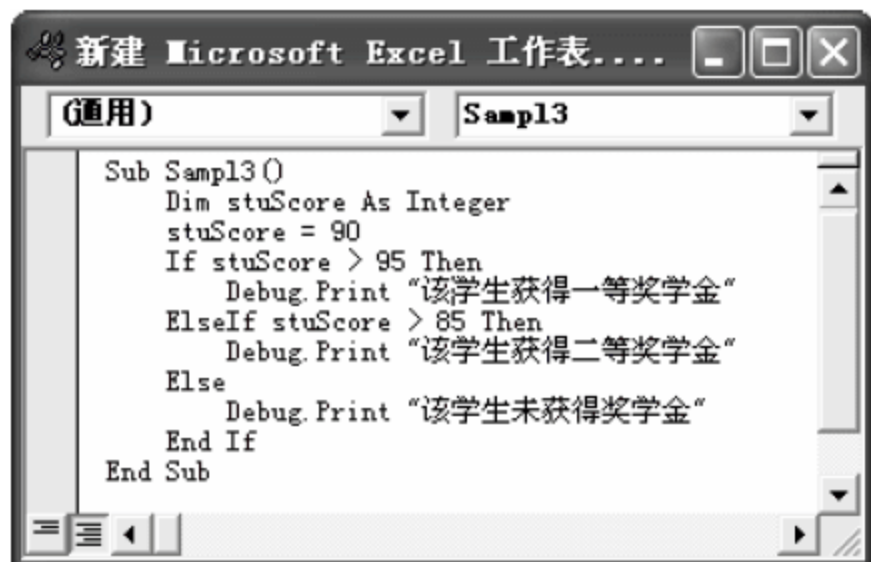 新建 Microsoft Excel 工作表....
(通用) Sampl3
Sub Sampl3()
Dim stuScore As Integer
stuScore = 90
If stuScore > 95 Then
Debug.Print "该学生获得一等奖学金"
ElseIf stuScore > 85 Then
Debug.Print "该学生获得二等奖学金"
Else
Debug.Print "该学生未获得奖学金"
End If
End Sub